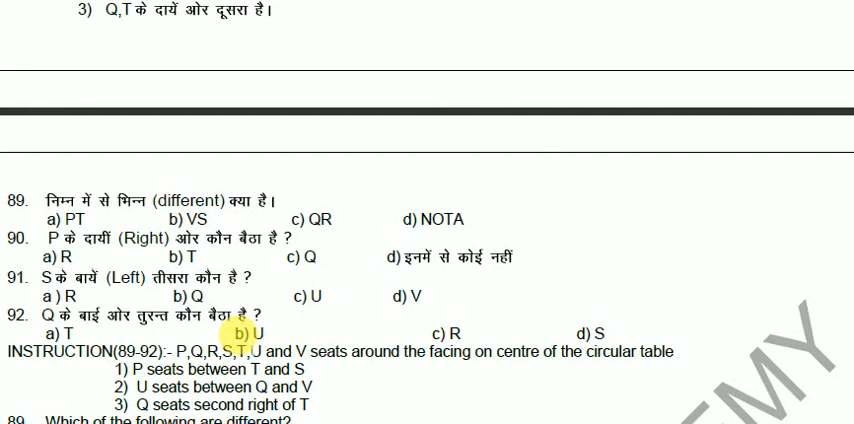 3) Q,T के दायें ओर दूसरा है।
89. निम्न में से भिन्न (different) क्या है।
a) PT b) VS c) QR d) NOTA
90. P के दायीं (Right) ओर कौन बैठा है ?
a) R b) T c) Q d) इनमें से कोई नहीं
91. S के बायें (Left) तीसरा कौन है ?
a ) R b) Q c) U d) V
92. Q के बाई ओर तुरन्त कौन बैठा है ?
a) T b) U c) R d) S
INSTRUCTION(89-92):- P,Q,R,S,T,U and V seats around the facing on centre of the circular table
1) P seats between T and S
2) U seats between Q and V
3) Q seats second right of T
89. Which of the following are different?
EMY